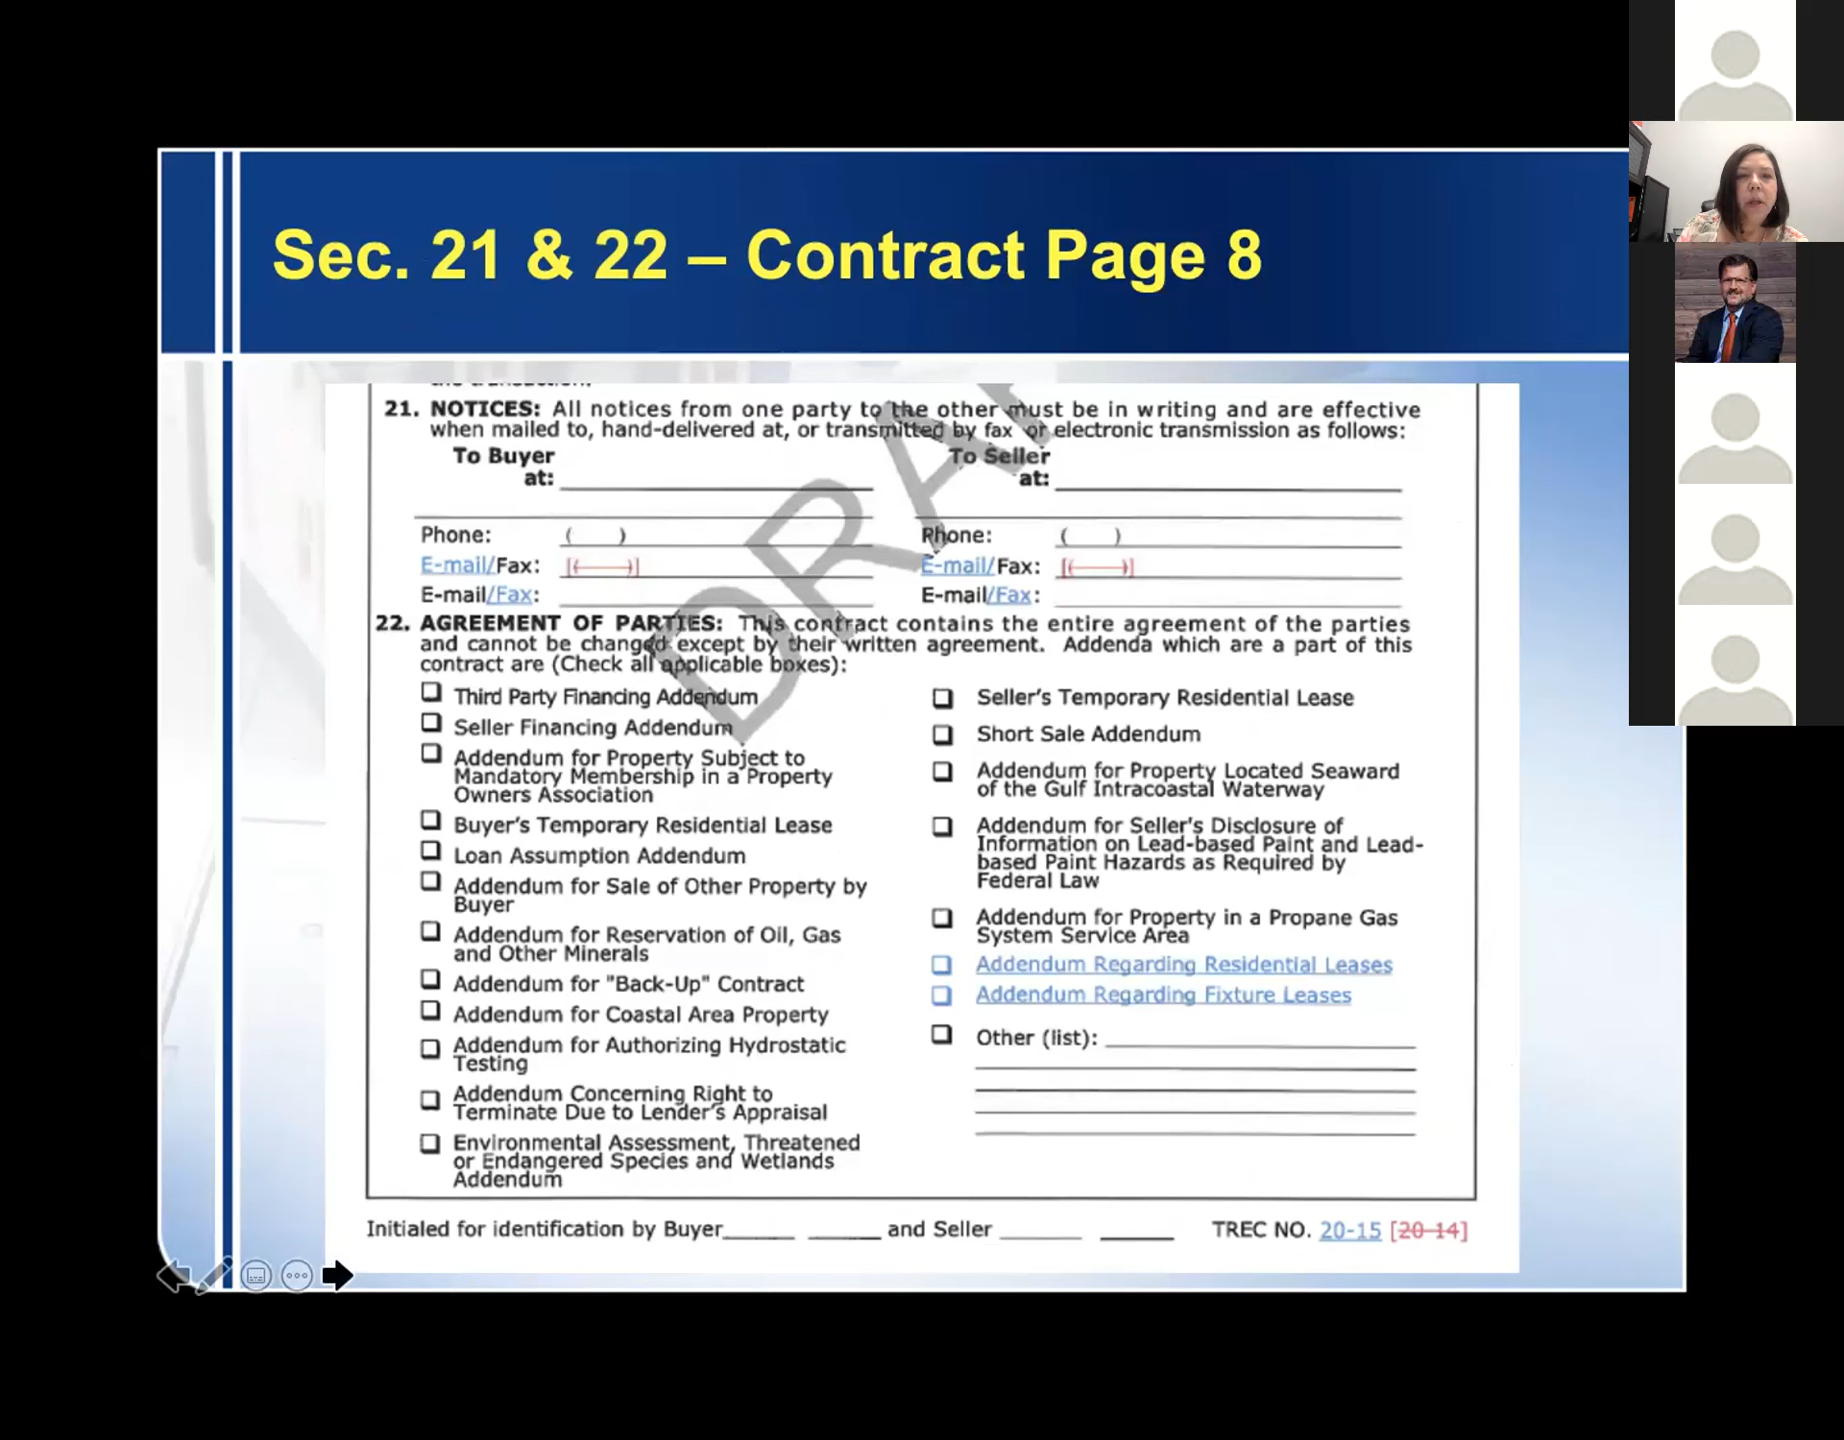 Sec. 21 & 22 – Contract Page 8
21. NOTICES: All notices from one party to the other must be in writing and are effective
when mailed to, hand-delivered at, or transmitted by fax or electronic transmission as follows:
To Buyer
at:
To Seller
at:
Phone: ( )
Phone: ( )
E-mail/Fax: [( )]
E-mail/Fax: [( )]
E-mail/Fax:
E-mail/Fax:
22. AGREEMENT OF PARTIES: This contract contains the entire agreement of the parties
and cannot be changed except by their written agreement. Addenda which are a part of this
contract are (Check all applicable boxes):
Third Party Financing Addendum
Seller Financing Addendum
Addendum for Property Subject to
Mandatory Membership in a Property
Owners Association
Buyer's Temporary Residential Lease
Loan Assumption Addendum
Addendum for Sale of Other Property by
Buyer
Addendum for Reservation of Oil, Gas
and Other Minerals
Addendum for "Back-Up" Contract
Addendum for Coastal Area Property
Addendum for Authorizing Hydrostatic
Testing
Addendum Concerning Right to
Terminate Due to Lender's Appraisal
Environmental Assessment, Threatened
or Endangered Species and Wetlands
Addendum
Seller's Temporary Residential Lease
Short Sale Addendum
Addendum for Property Located Seaward
of the Gulf Intracoastal Waterway
Addendum for Seller's Disclosure of
Information on Lead-based Paint and Lead-
based Paint Hazards as Required by
Federal Law
Addendum for Property in a Propane Gas
System Service Area
Addendum Regarding Residential Leases
Addendum Regarding Fixture Leases
Other (list):
Initialed for identification by Buyer and Seller
TREC NO. 20-15 [20-14]